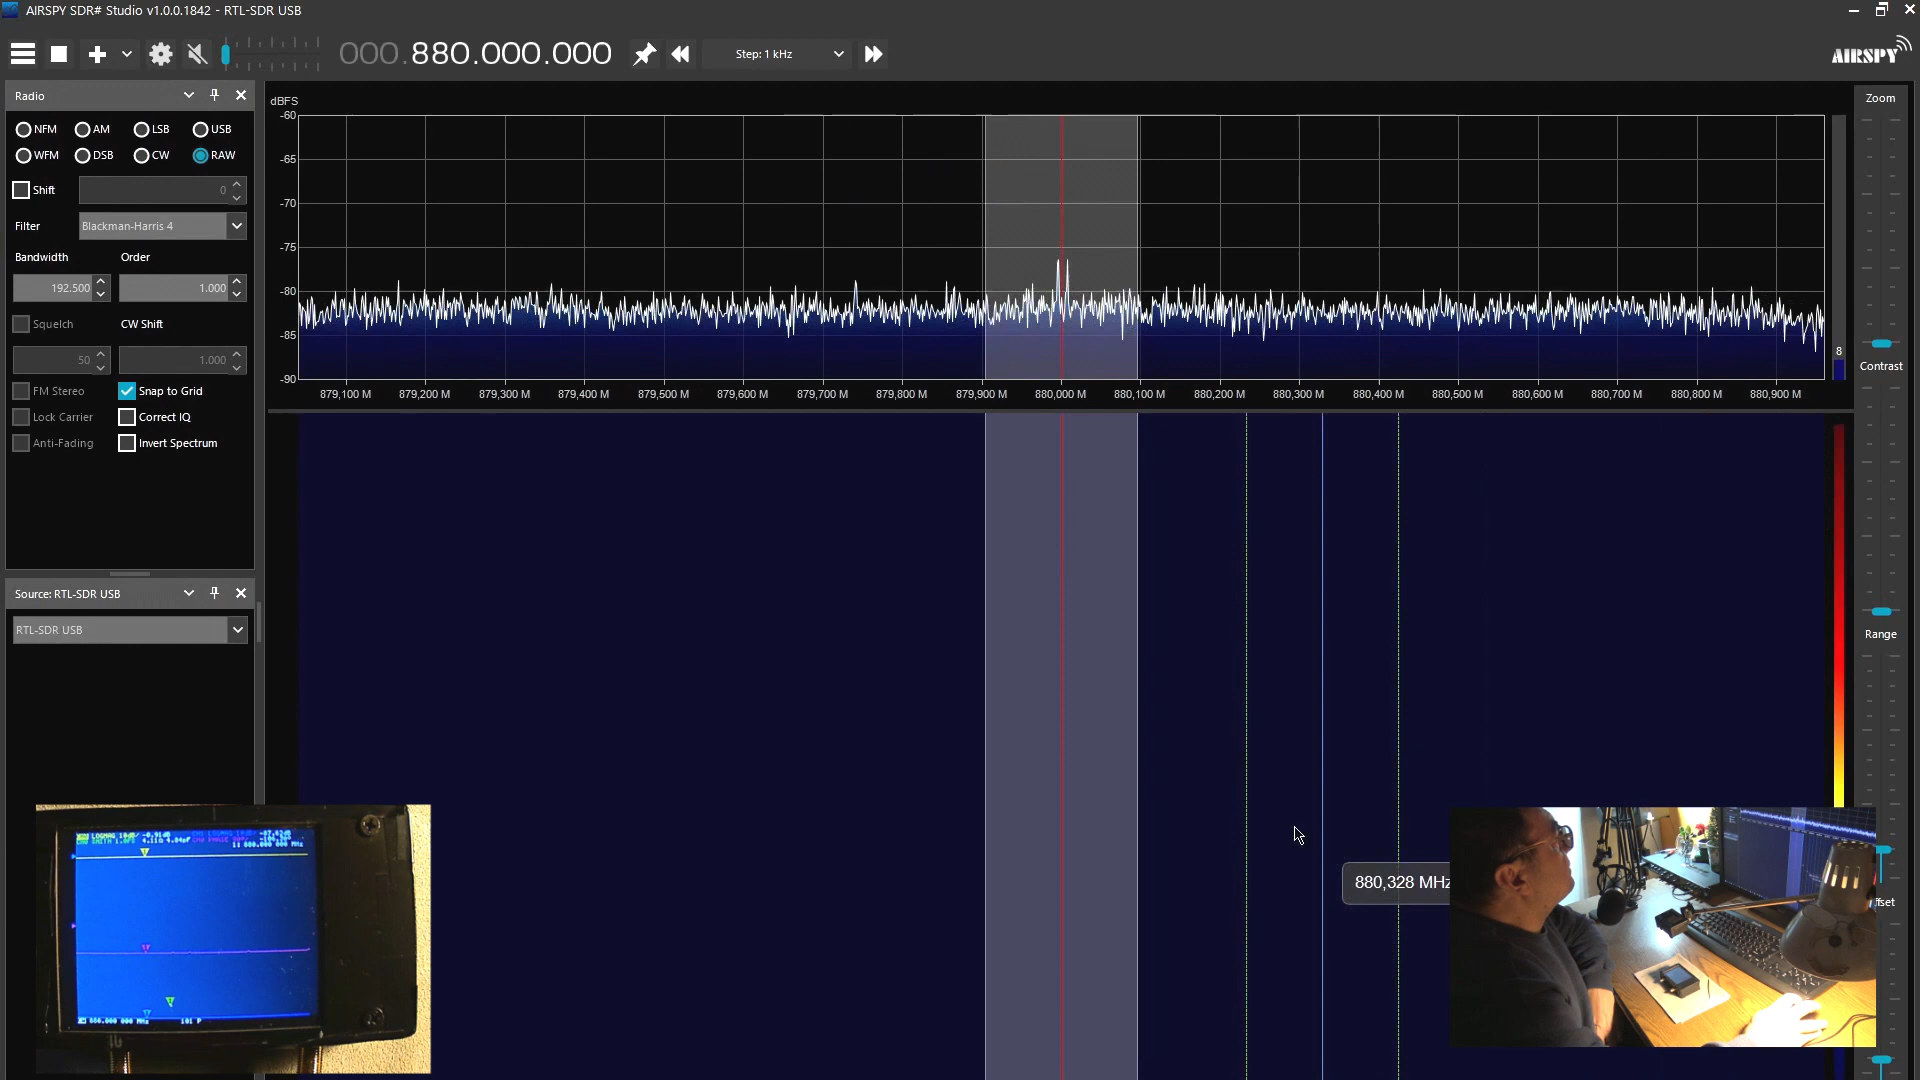 AIRSPY SDR# Studio v1.0.0.1842 - RTL-SDR USB
000.880.000.000
Step: 1 kHz
AIRSPY
Radio
NFM AM LSB USB
WFM DSB CW RAW
Shift 0
Filter Blackman-Harris 4
Bandwidth Order
192.500 1.000
Squelch CW Shift
50 1.000
FM Stereo Snap to Grid
Lock Carrier Correct IQ
Anti-Fading Invert Spectrum
Source: RTL-SDR USB
RTL-SDR USB
dBFS
-60
-65
-70
-75
-80
-85
-90
879,100 M 879,200 M 879,300 M 879,400 M 879,500 M 879,600 M 879,700 M 879,800 M 879,900 M 880,000 M 880,100 M 880,200 M 880,300 M 880,400 M 880,500 M 880,600 M 880,700 M 880,800 M 880,900 M
8
880,328 MHz
Zoom
Contrast
Range
ffset